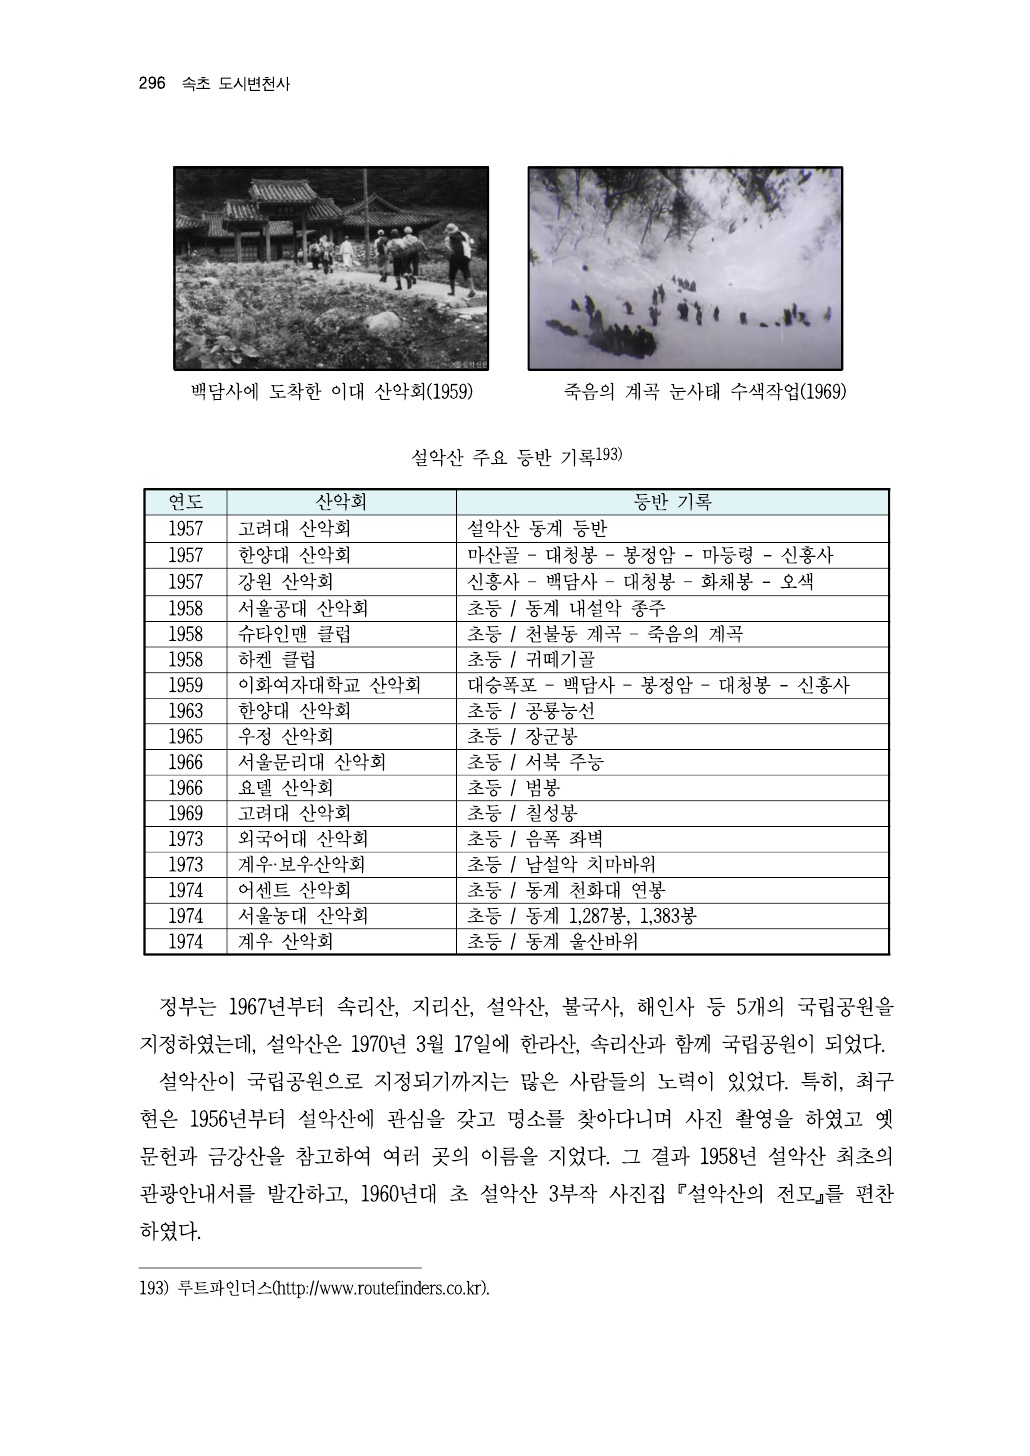 296 속초 도시변천사
백담사에 도착한 이대 산악회(1959)
죽음의 계곡 눈사태 수색작업(1969)
설악산 주요 등반 기록193)
연도 산악회 등반 기록
1957 고려대 산악회 설악산 동계 등반
1957 한양대 산악회 마산골 - 대청봉 - 봉정암 - 마등령 - 신흥사
1957 강원 산악회 신흥사 - 백담사 - 대청봉 - 화채봉 - 오색
1958 서울공대 산악회 초등 / 동계 내설악 종주
1958 슈타인맨 클럽 초등 / 천불동 계곡 - 죽음의 계곡
1958 하켄 클럽 초등 / 귀떼기골
1959 이화여자대학교 산악회 대승폭포 - 백담사 - 봉정암 - 대청봉 - 신흥사
1963 한양대 산악회 초등 / 공룡능선
1965 우정 산악회 초등 / 장군봉
1966 서울문리대 산악회 초등 / 서북 주능
1966 요델 산악회 초등 / 범봉
1969 고려대 산악회 초등 / 칠성봉
1973 외국어대 산악회 초등 / 음폭 좌벽
1973 계우·보우산악회 초등 / 남설악 치마바위
1974 어센트 산악회 초등 / 동계 천화대 연봉
1974 서울농대 산악회 초등 / 동계 1,287봉, 1,383봉
1974 계우 산악회 초등 / 동계 울산바위
정부는 1967년부터 속리산, 지리산, 설악산, 불국사, 해인사 등 5개의 국립공원을
지정하였는데, 설악산은 1970년 3월 17일에 한라산, 속리산과 함께 국립공원이 되었다.
설악산이 국립공원으로 지정되기까지는 많은 사람들의 노력이 있었다. 특히, 최구
현은 1956년부터 설악산에 관심을 갖고 명소를 찾아다니며 사진 촬영을 하였고 옛
문헌과 금강산을 참고하여 여러 곳의 이름을 지었다. 그 결과 1958년 설악산 최초의
관광안내서를 발간하고, 1960년대 초 설악산 3부작 사진집 『설악산의 전모』를 편찬
하였다.
193) 루트파인더스(http://www.routefinders.co.kr).